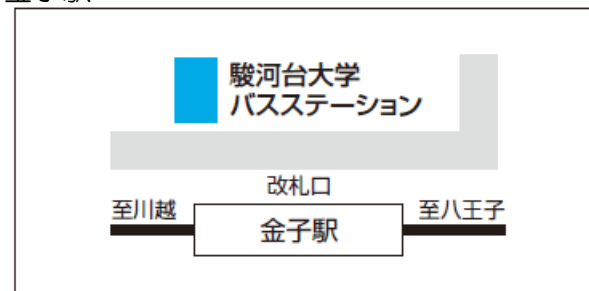 駿河台大学
バスステーション
改札口
至川越
金子駅
至八王子